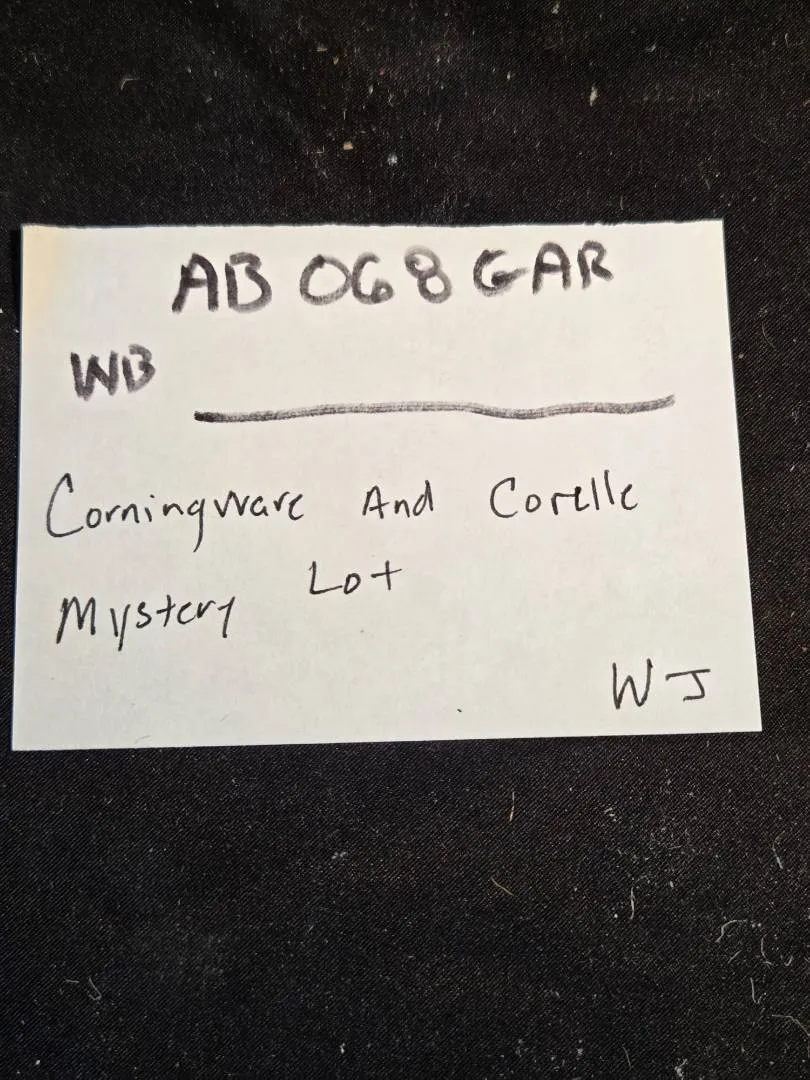 AB 068 GAR
WB
Corningware And Corelle
Mystery Lot
WJ